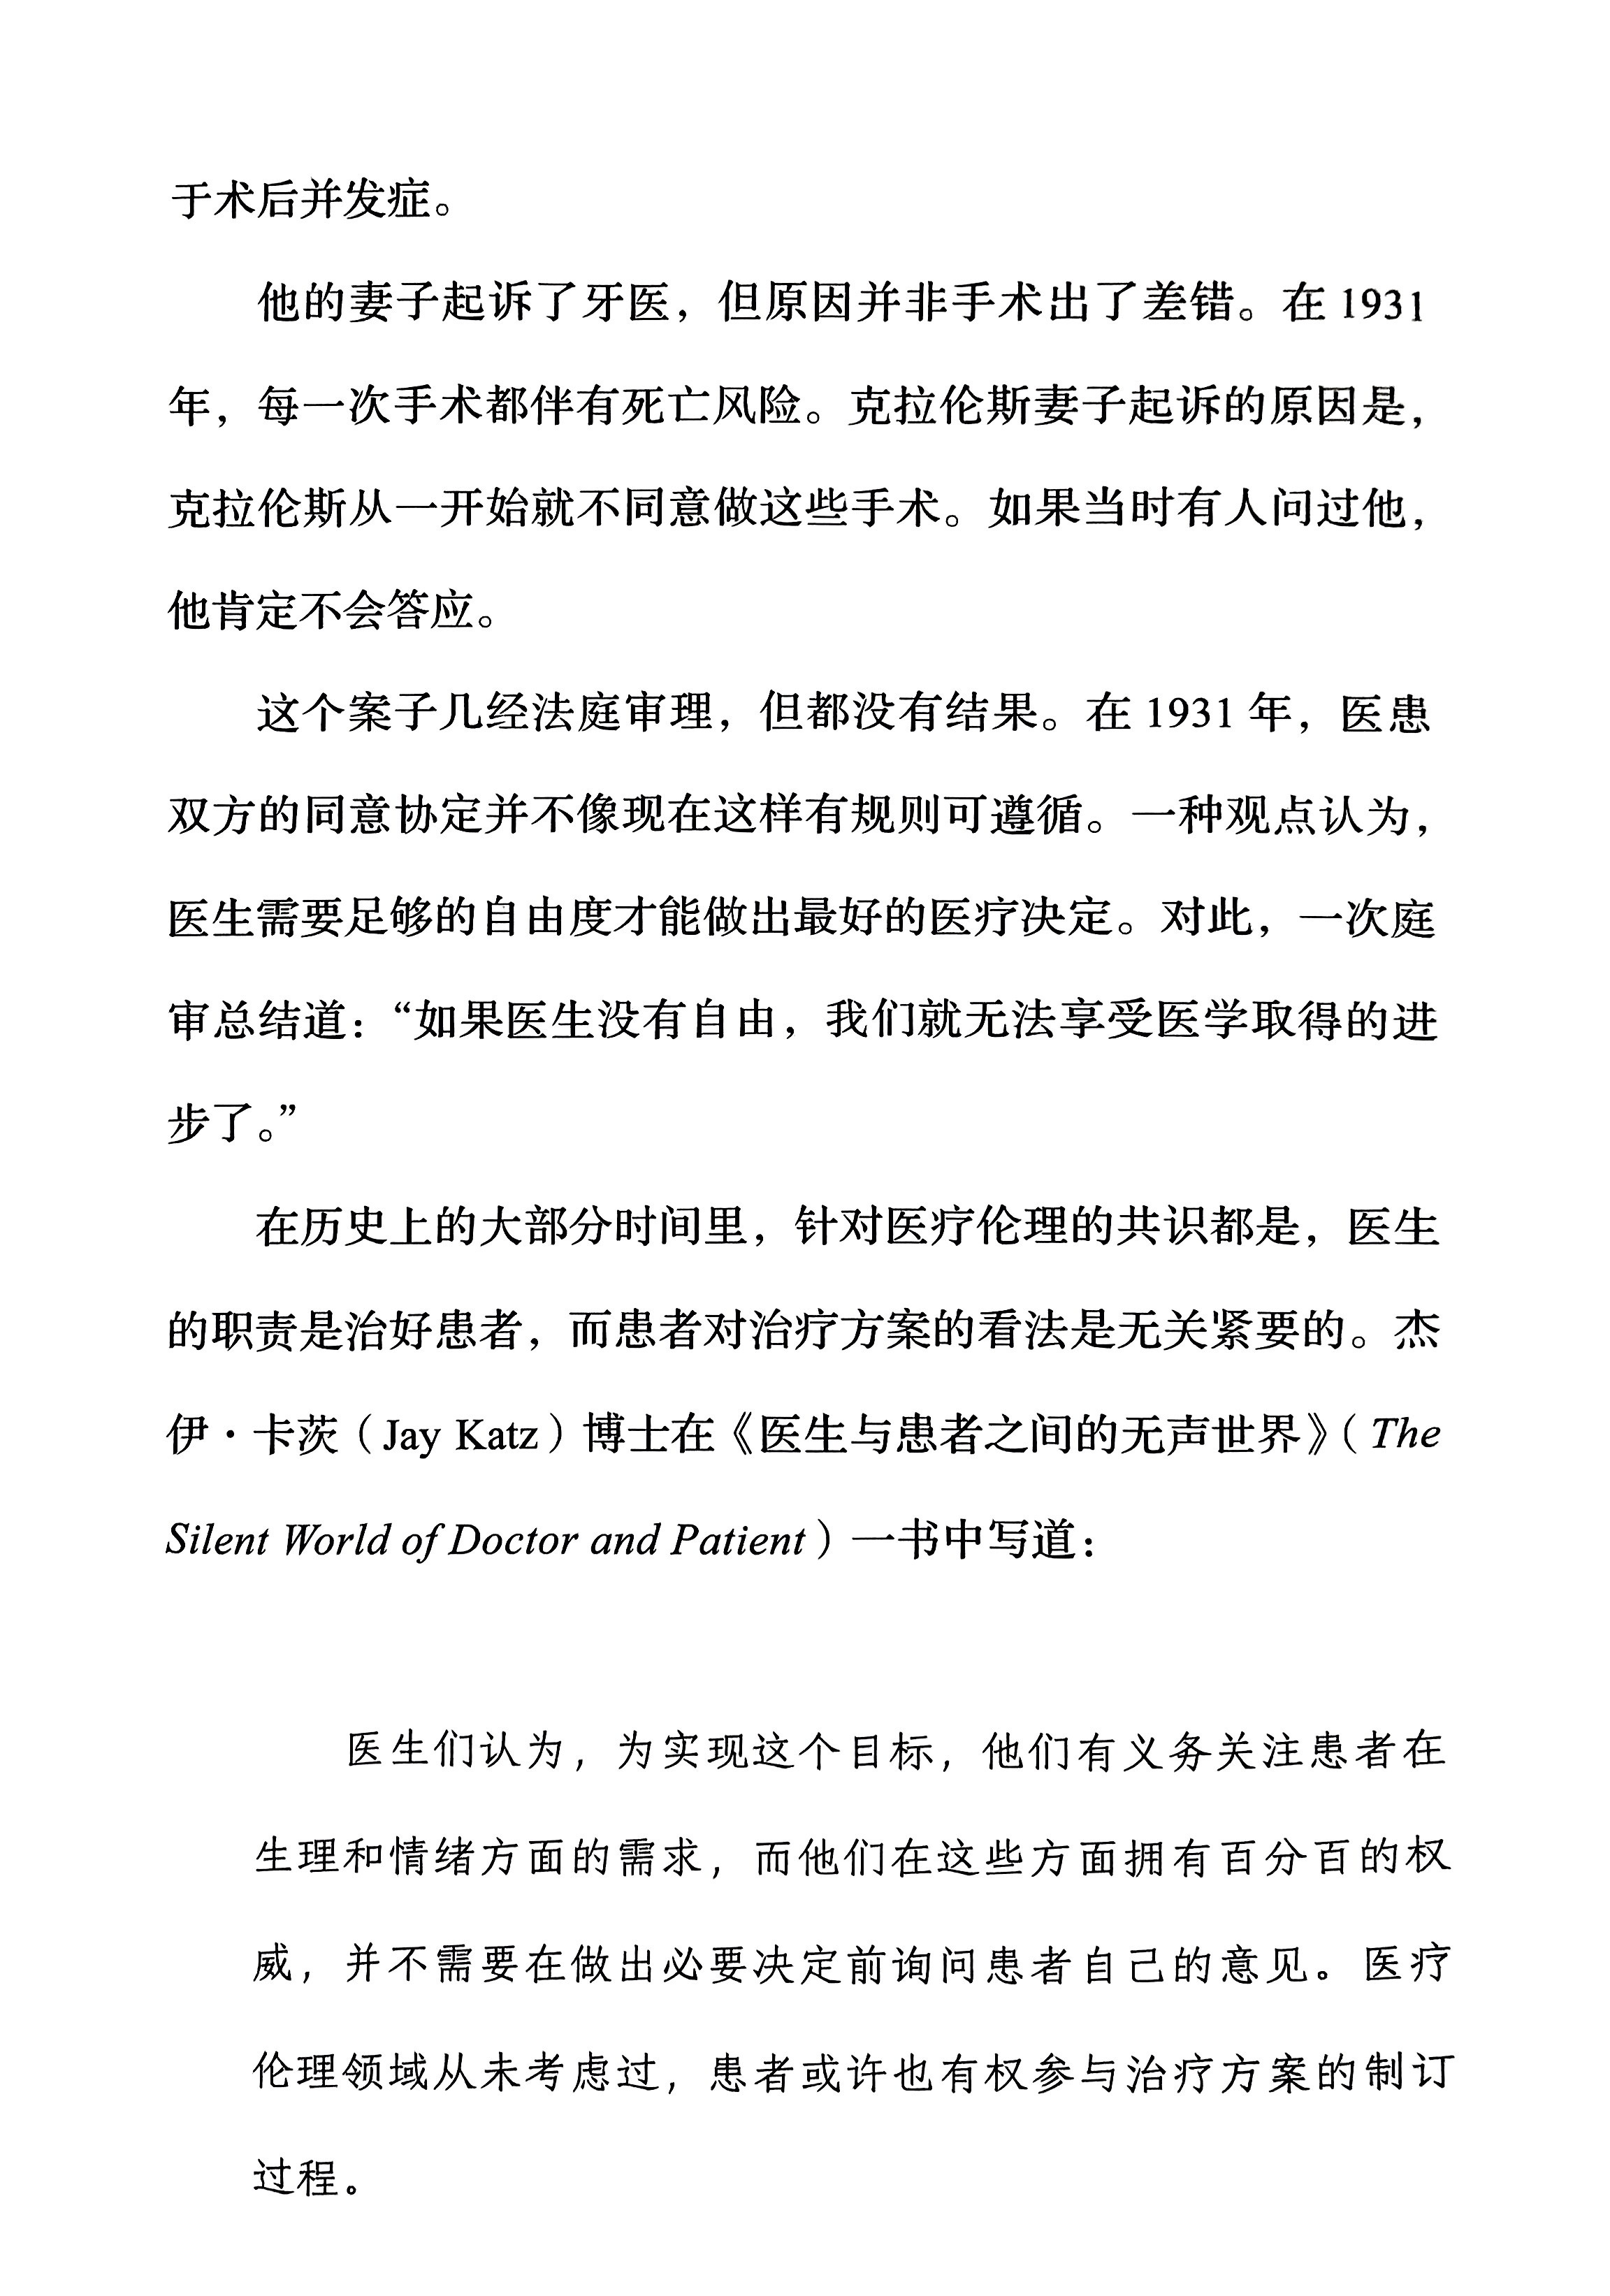 于术后并发症。
他的妻子起诉了牙医，但原因并非手术出了差错。在 1931
年，每一次手术都伴有死亡风险。克拉伦斯妻子起诉的原因是，
克拉伦斯从一开始就不同意做这些手术。如果当时有人问过他，
他肯定不会答应。
这个案子几经法庭审理，但都没有结果。在 1931 年，医患
双方的同意协定并不像现在这样有规则可遵循。一种观点认为，
医生需要足够的自由度才能做出最好的医疗决定。对此，一次庭
审总结道：“如果医生没有自由，我们就无法享受医学取得的进
步了。”
在历史上的大部分时间里，针对医疗伦理的共识都是，医生
的职责是治好患者，而患者对治疗方案的看法是无关紧要的。杰
伊·卡茨（Jay Katz）博士在《医生与患者之间的无声世界》（The
Silent World of Doctor and Patient）一书中写道：
医生们认为，为实现这个目标，他们有义务关注患者在
生理和情绪方面的需求，而他们在这些方面拥有百分百的权
威，并不需要在做出必要决定前询问患者自己的意见。医疗
伦理领域从未考虑过，患者或许也有权参与治疗方案的制订
过程。